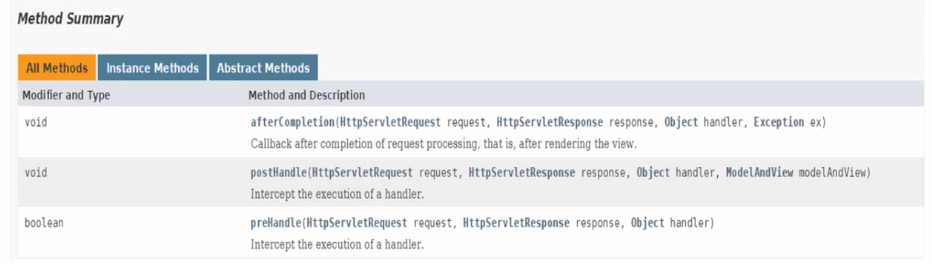 Method Summary
All Methods Instance Methods Abstract Methods
Modifier and Type Method and Description
void afterCompletion(HttpServletRequest request, HttpServletResponse response, Object handler, Exception ex)
Callback after completion of request processing, that is, after rendering the view.
void postHandle(HttpServletRequest request, HttpServletResponse response, Object handler, ModelAndView modelAndView)
Intercept the execution of a handler.
boolean preHandle(HttpServletRequest request, HttpServletResponse response, Object handler)
Intercept the execution of a handler.